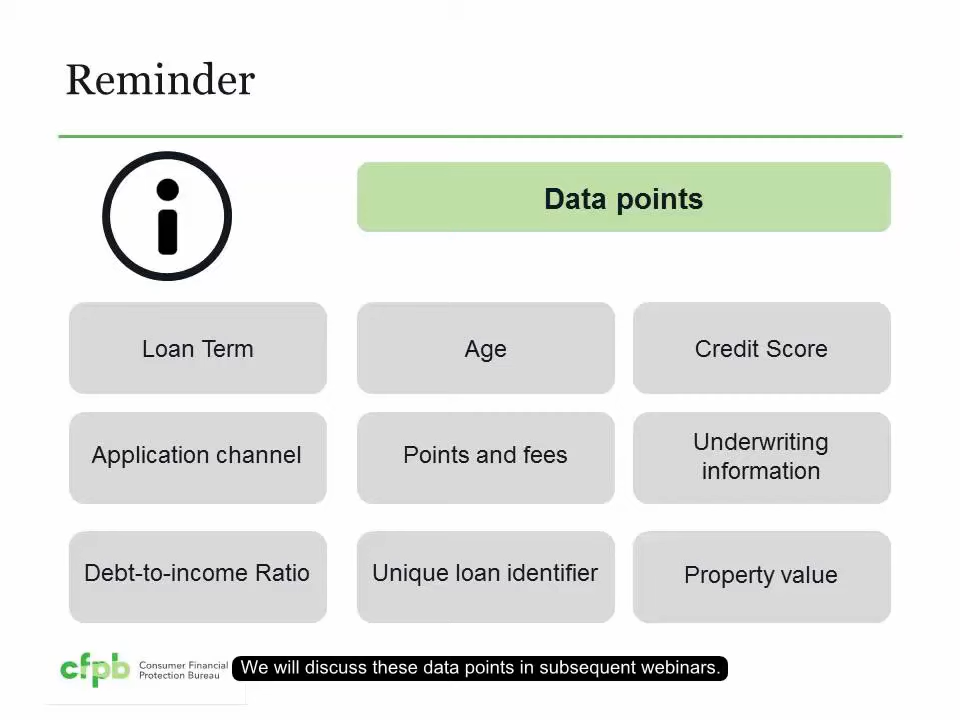 Reminder
Data points
Loan Term
Age
Credit Score
Application channel
Points and fees
Underwriting
information
Debt-to-income Ratio
Unique loan identifier
Property value
cfpb
Consumer Financial
Protection Bureau
We will discuss these data points in subsequent webinars.